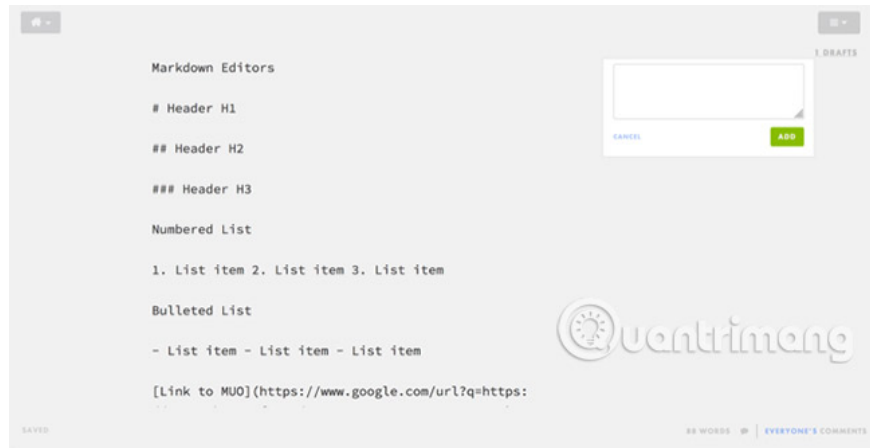 1 DRAFTS
Markdown Editors
# Header H1
## Header H2
### Header H3
Numbered List
1. List item 2. List item 3. List item
Bulleted List
- List item - List item - List item
[Link to MUO](https://www.google.com/url?q=https:
CANCEL
ADD
Quantrimang
SAVED
WORDS
EVERYONE'S COMMENTS